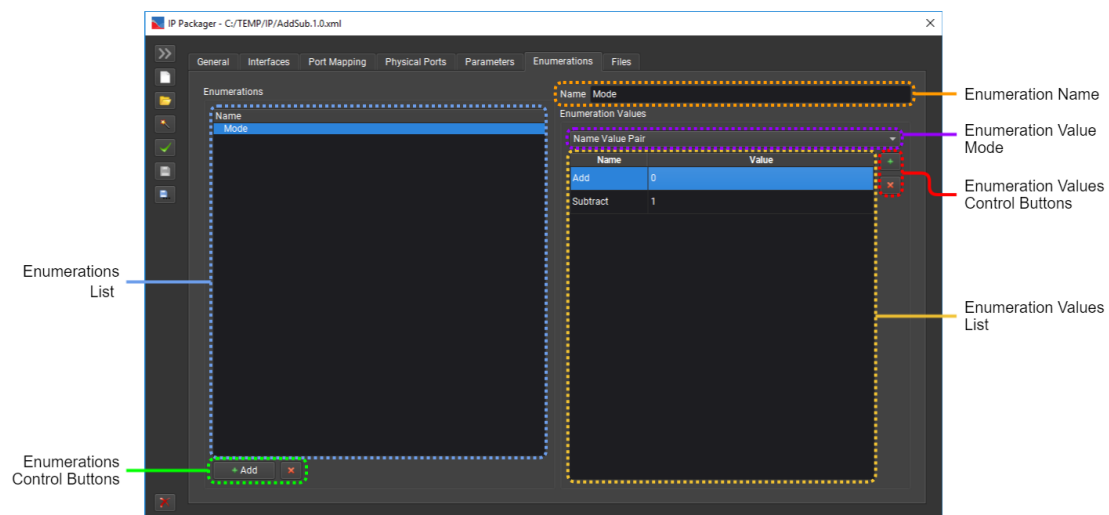 IP Packager - C:/TEMP/IP/AddSub.1.0.xml
General Interfaces Port Mapping Physical Ports Parameters Enumerations Files
Enumerations
Name
Mode
+ Add
Name Mode
Enumeration Values
Name Value Pair
Name Value
Add 0
Subtract 1
Enumerations
List
Enumerations
Control Buttons
Enumeration Name
Enumeration Value
Mode
Enumeration Values
Control Buttons
Enumeration Values
List